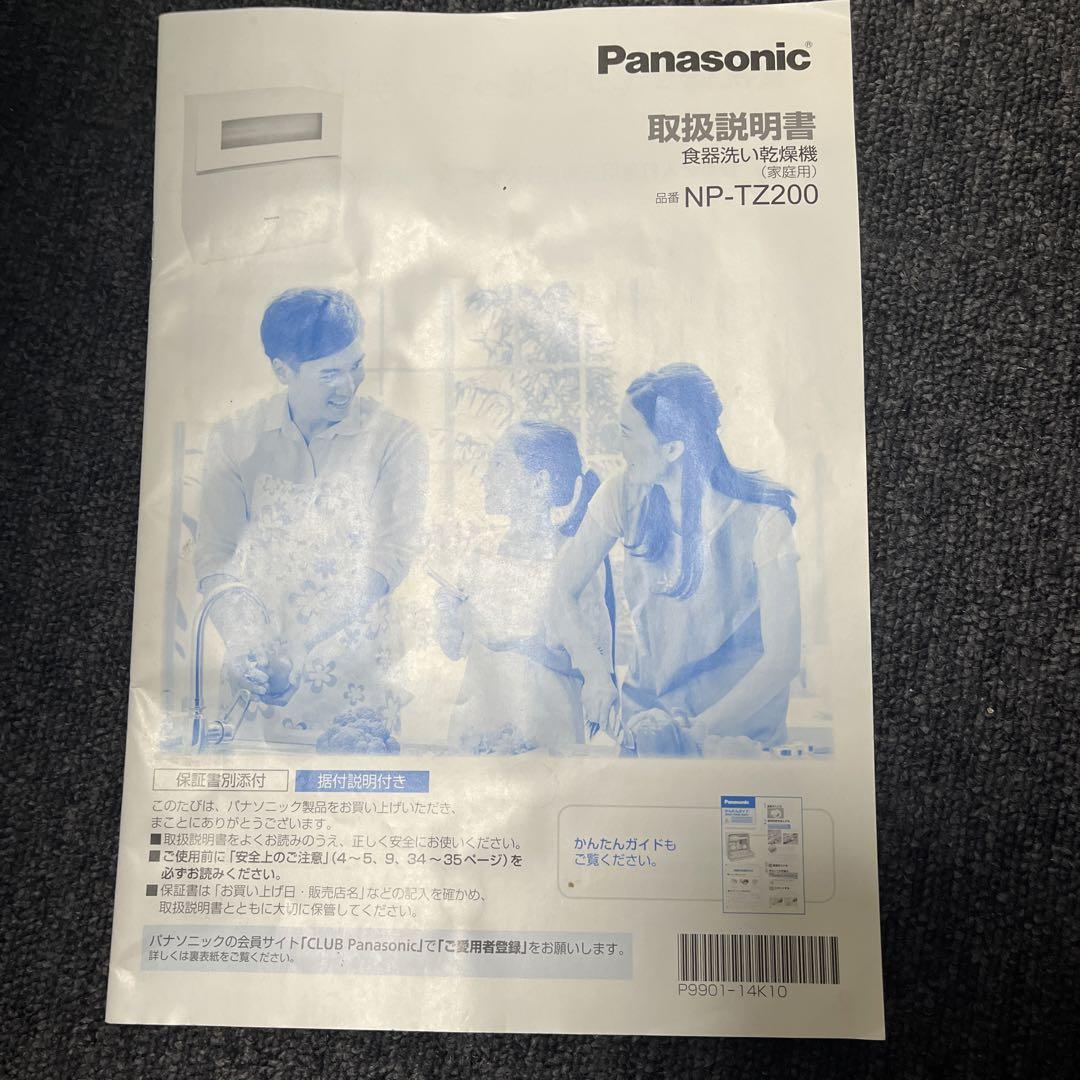 Panasonic®
取扱説明書
食器洗い乾燥機
(家庭用)
品番 NP-TZ200
保証書別添付
据付説明付き
このたびは、パナソニック製品をお買い上げいただき、
まことにありがとうございます。
■取扱説明書をよくお読みのうえ、正しく安全にお使いください。
■ご使用前に「安全上のご注意」(4～5、9、34～35ページ)を
必ずお読みください。
■保証書は「お買い上げ日・販売店名」などの記入を確かめ、
取扱説明書とともに大切に保管してください。
かんたんガイドも
ご覧ください。
Panasonic
かんたんガイド
パナソニックの会員サイト「CLUB Panasonic」で「ご愛用者登録」をお願いします。
詳しくは裏表紙をご覧ください。
P9901-14K10